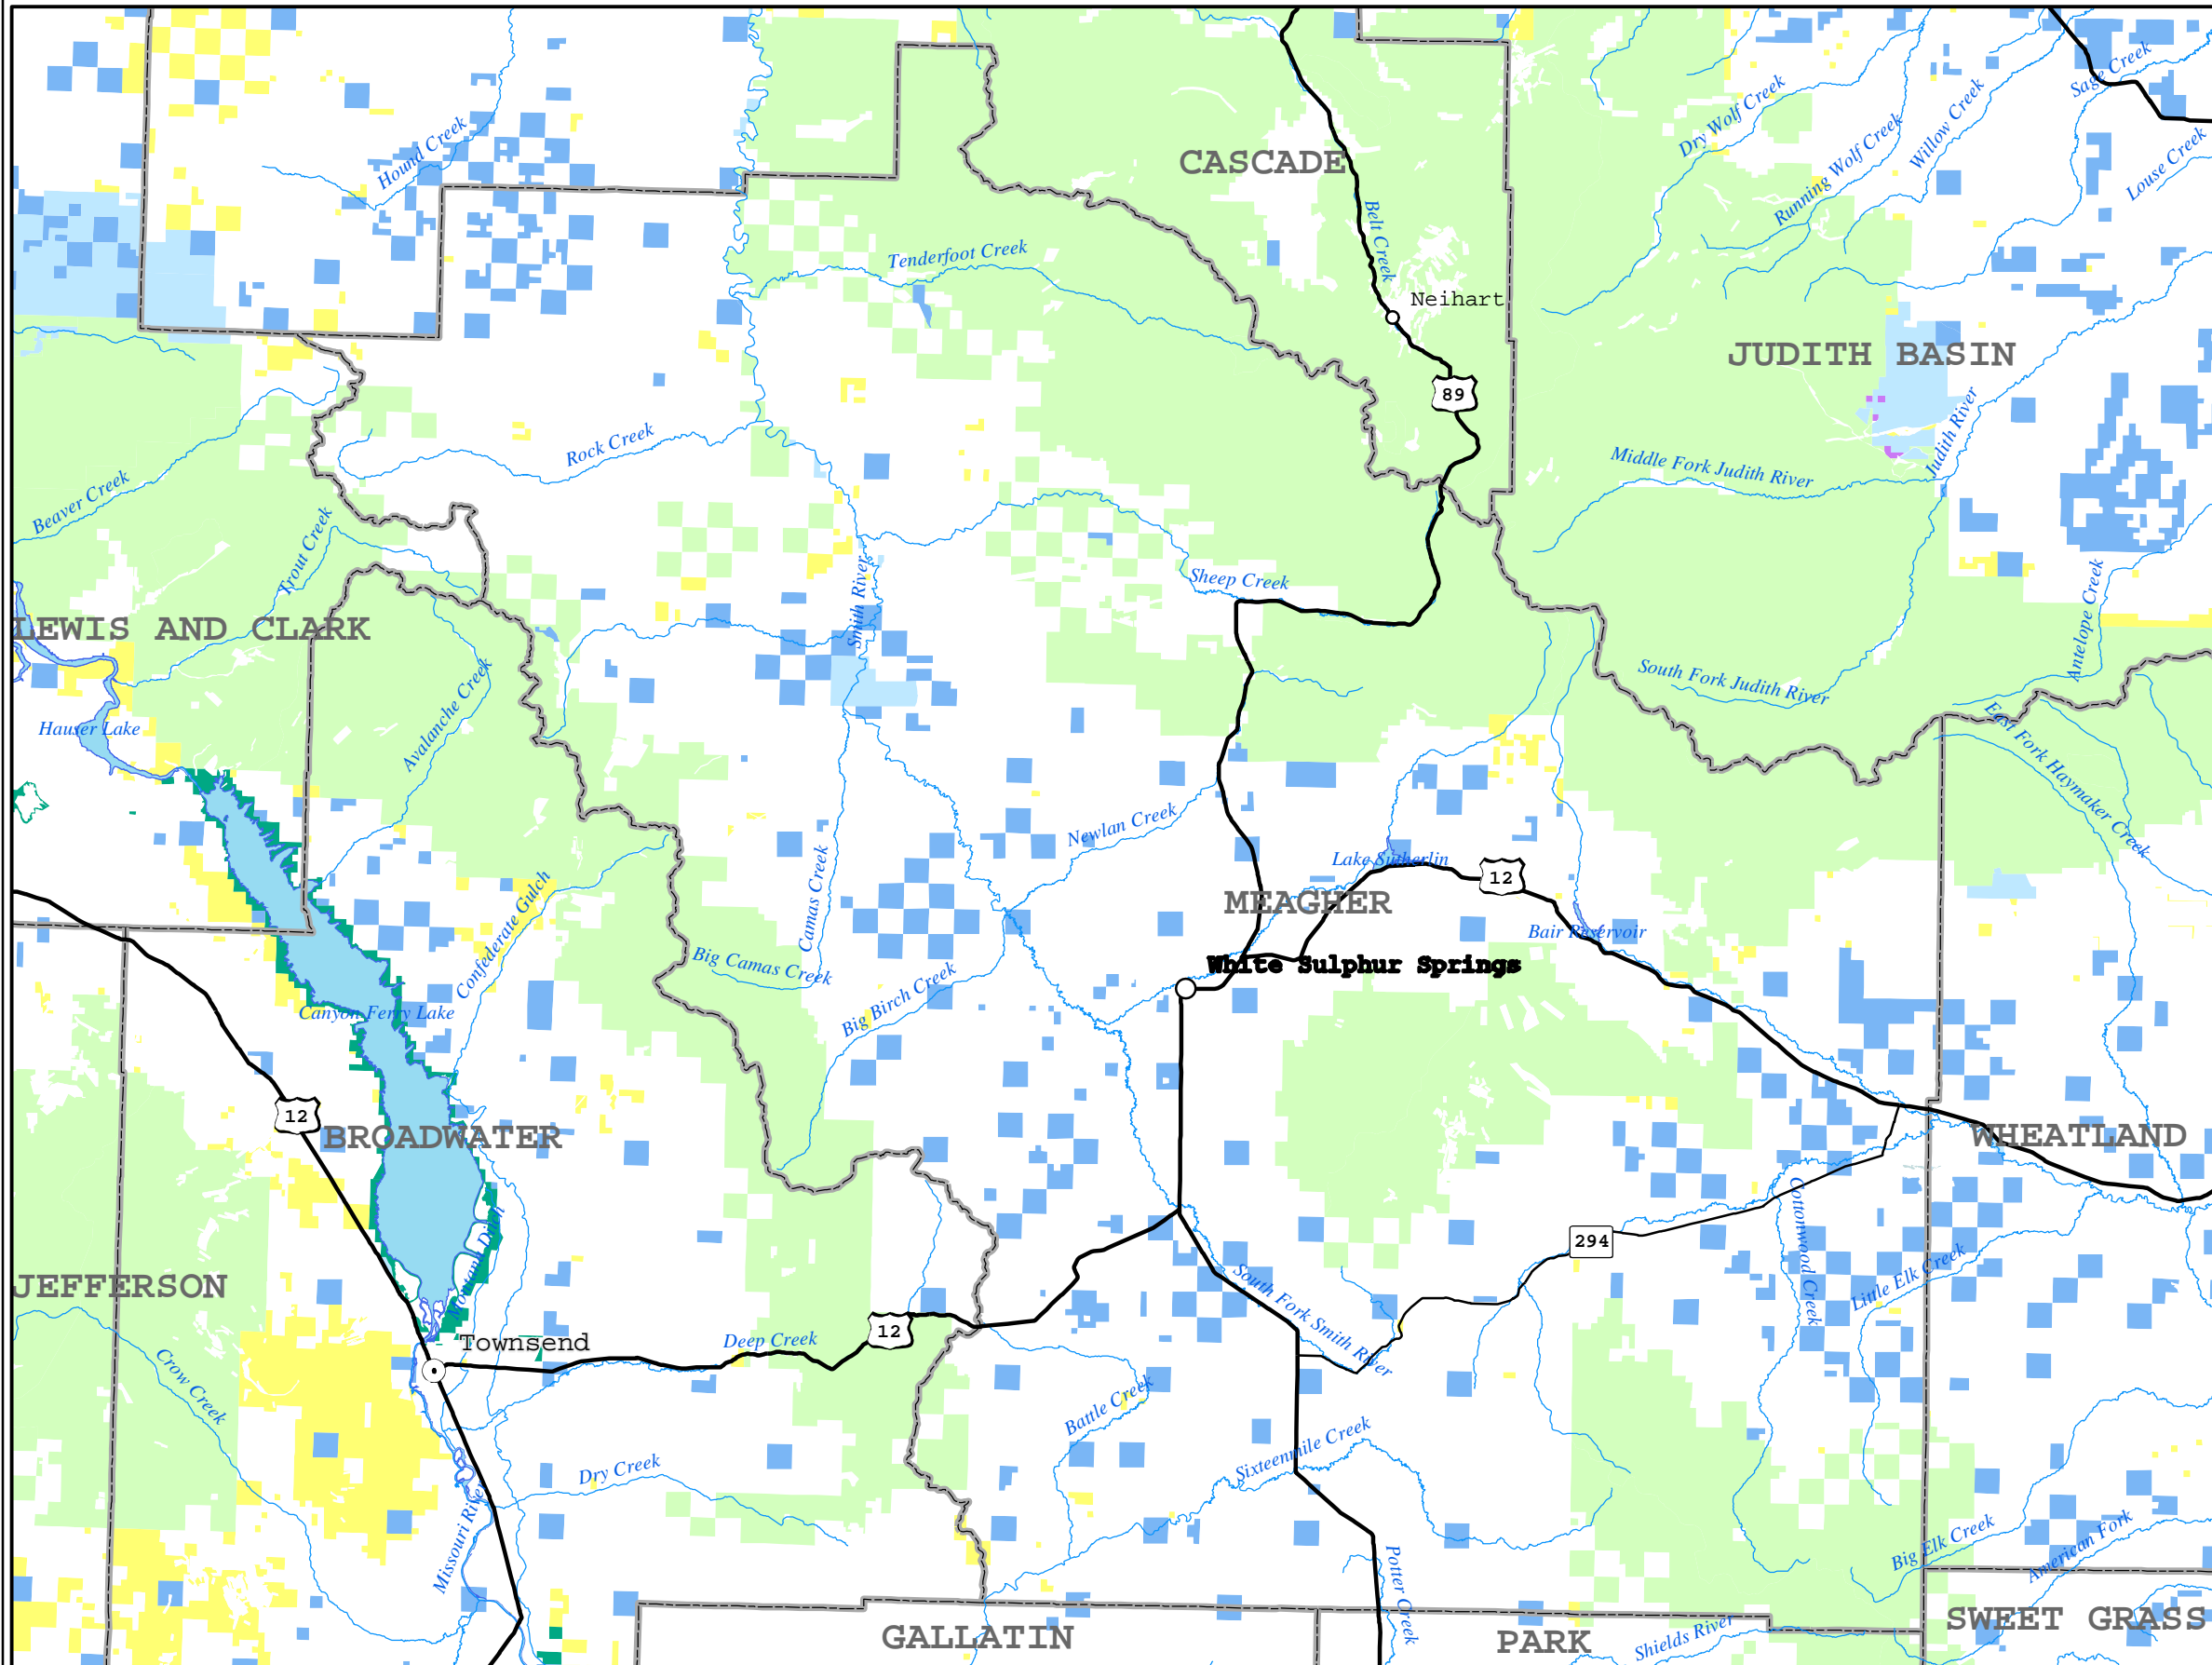 Sage Creek
Dry Wolf Creek
Willow Creek
Running Wolf Creek
Louse Creek
Hound Creek
CASCADE
Belt Creek
Tenderfoot Creek
Neihart
JUDITH BASIN
89
Judith River
Rock Creek
Middle Fork Judith River
Beaver Creek
Trout Creek
Sheep Creek
Smith River
Antelope Creek
LEWIS AND CLARK
South Fork Judith River
Avalanche Creek
Hauser Lake
East Fork Haymaker Creek
Newlan Creek
Lake Sutherlin
12
Camas Creek
MEAGHER
Confederate Gulch
Bair Reservoir
White Sulphur Springs
Big Camas Creek
Big Birch Creek
Canyon Ferry Lake
12
BROADWATER
WHEATLAND
Cottonwood Creek
294
Montana Ditch
Little Elk Creek
JEFFERSON
South Fork Smith River
12
Townsend
Deep Creek
Crow Creek
Battle Creek
Sixteenmile Creek
Dry Creek
Missouri River
Big Elk Creek
American Fork
Potter Creek
GALLATIN
PARK
Shields River
SWEET GRASS